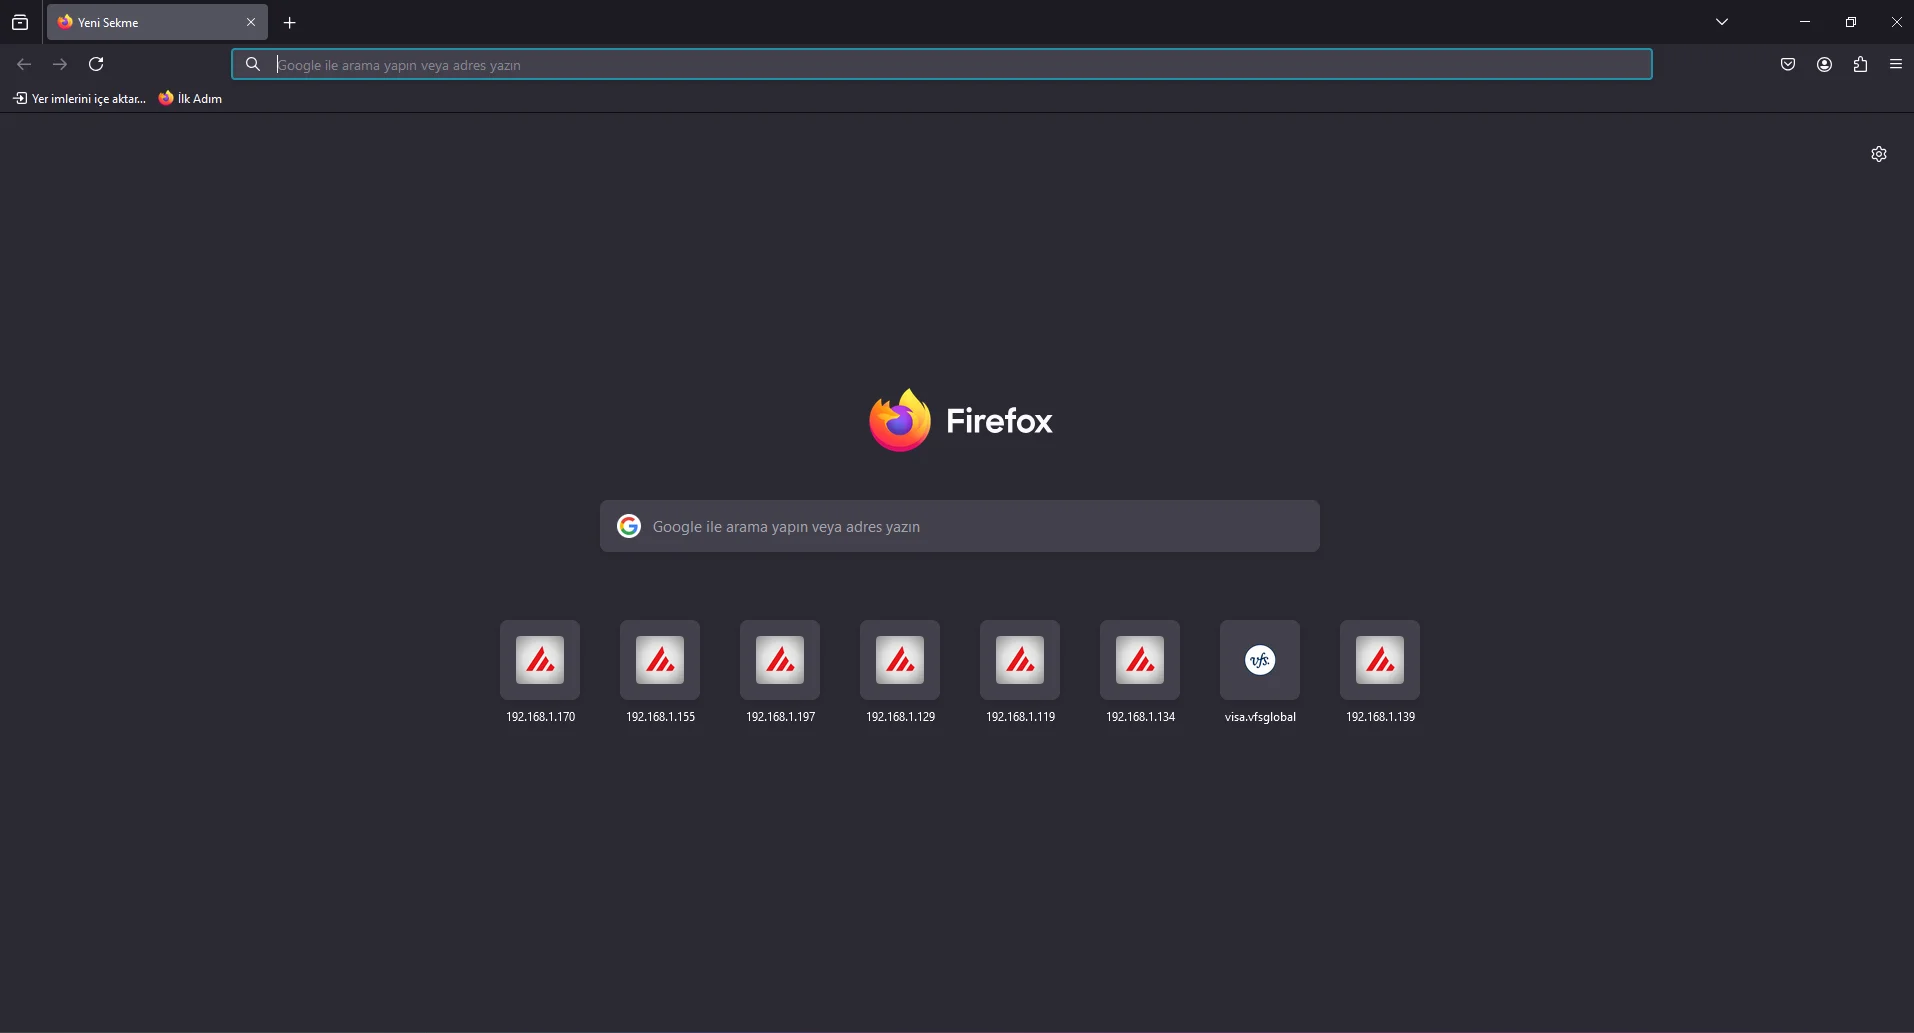 Yeni Sekme
Google ile arama yapın veya adres yazın
Yer imlerini içe aktar... İlk Adım
Firefox
Google ile arama yapın veya adres yazın
vfs.
192.168.1.170 192.168.1.155 192.168.1.197 192.168.1.129 192.168.1.119 192.168.1.134 visa.vfsglobal 192.168.1.139